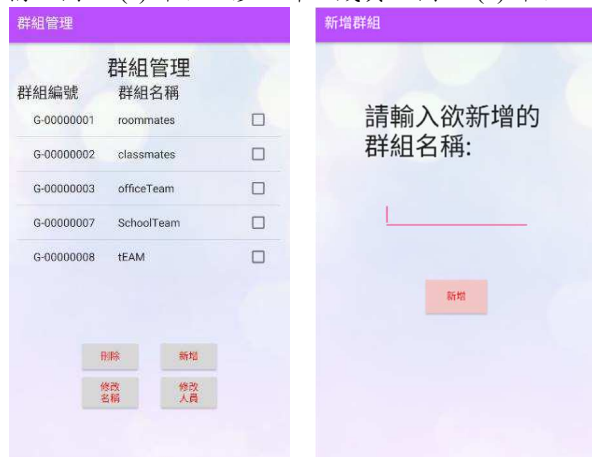 群組管理
群組管理
群組編號 群組名稱
G-00000001 roommates
G-00000002 classmates
G-00000003 officeTeam
G-00000007 SchoolTeam
G-00000008 tEAM
刪除 新增
修改
名稱
修改
人員
新增群組
請輸入欲新增的
群組名稱:
新增